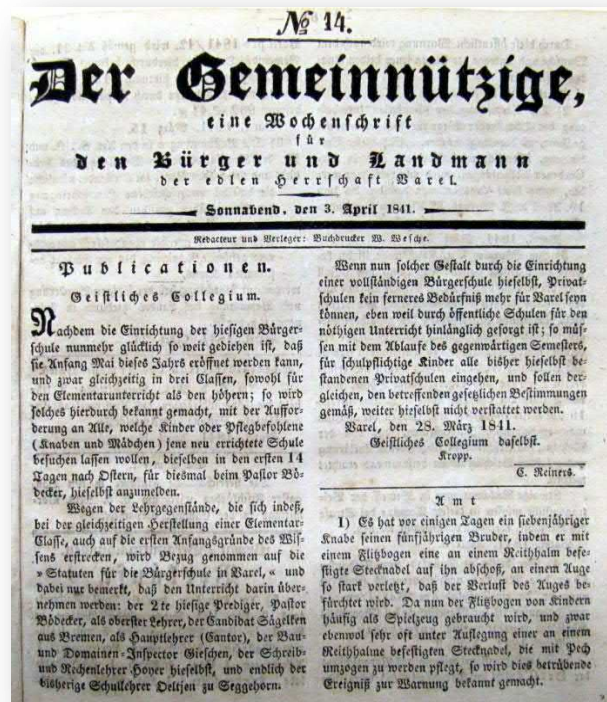 № 14.
Der Gemeinnützige,
eine Wochenschrift
für
den Bürger und Landmann
der edlen Herrschaft Varel.
Sonnabend, den 3. April 1841.
Redacteur und Verleger: Buchdrucker W. Wesche.
Publicationen.
Geistliches Collegium.
Nachdem die Einrichtung der hiesigen Bürger-
schule nunmehr glücklich so weit gediehen ist, daß
sie Anfang Mai dieses Jahrs eröffnet werden kann,
und zwar gleichzeitig in drei Classen, sowohl für
den Elementarunterricht als den höhern; so wird
solches hierdurch bekannt gemacht, mit der Auffor-
derung an Alle, welche Kinder oder Pflegbefohlene
(Knaben und Mädchen) jene neu errichtete Schule
besuchen lassen wollen, dieselben in den ersten 14
Tagen nach Ostern, für diesmal beim Pastor Bö-
decker, hieselbst anzumelden.
Wegen der Lehrgegenstände, die sich indeß,
bei der gleichzeitigen Herstellung einer Elementar-
Classe, auch auf die ersten Anfangsgründe des Wis-
sens erstrecken, wird Bezug genommen auf die
»Statuten für die Bürgerschule in Varel,« und
dabei nur bemerkt, daß den Unterricht darin über-
nehmen werden: der 2te hiesige Prediger, Pastor
Bödecker, als oberster Lehrer, der Candidat Sägelken
aus Bremen, als Hauptlehrer (Cantor), der Bau-
und Domainen-Inspector Gieschen, der Schreib-
und Rechenlehrer Hoyer hieselbst, und endlich der
bisherige Schullehrer Oeltjen zu Seggehorn.
Wenn nun solcher Gestalt durch die Einrichtung
einer vollständigen Bürgerschule hieselbst, Privat-
schulen kein ferneres Bedürfniß mehr für Varel seyn
können, eben weil durch öffentliche Schulen für den
nöthigen Unterricht hinlänglich gesorgt ist; so müs-
sen mit dem Ablaufe des gegenwärtigen Semesters,
für schulpflichtige Kinder alle bisher hieselbst be-
standenen Privatschulen eingehen, und sollen der-
gleichen, den betreffenden gesetzlichen Bestimmungen
gemäß, weiter hieselbst nicht verstattet werden.
Varel, den 28. März 1841.
Geistliches Collegium daselbst.
Kropp.
C. Reiners.
Amt
1) Es hat vor einigen Tagen ein siebenjähriger
Knabe seinen fünfjährigen Bruder, indem er mit
einem Flitzbogen eine an einem Reithhalm befe-
stigte Stecknadel auf ihn abschoß, an einem Auge
so stark verletzt, daß der Verlust des Auges be-
fürchtet wird. Da nun der Flitzbogen von Kindern
häufig als Spielzeug gebraucht wird, und zwar
ebenwol sehr oft unter Auflegung einer an einem
Reithhalme befestigten Stecknadel, die mit Pech
umzogen zu werden pflegt, so wird dies betrübende
Ereigniß zur Warnung bekannt gemacht.